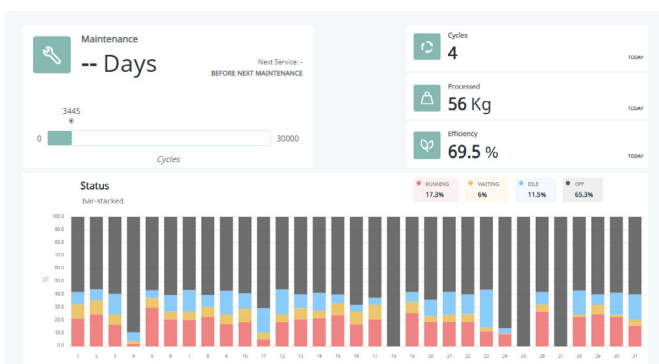 Maintenance
-- Days
Next Service: -
BEFORE NEXT MAINTENANCE
3445
0
30000
Cycles
Cycles
4
TODAY
Processed
56 Kg
TODAY
Efficiency
69.5 %
TODAY
Status
bar-stacked
RUNNING
17.3%
WAITING
6%
IDLE
11.5%
OFF
65.3%
100.0
90.0
80.0
70.0
60.0
50.0
40.0
30.0
20.0
10.0
0.0
%
1 2 3 4 5 6 7 8 9 10 11 12 13 14 15 16 17 18 19 20 21 22 23 24 25 26 27 28 29 30 31